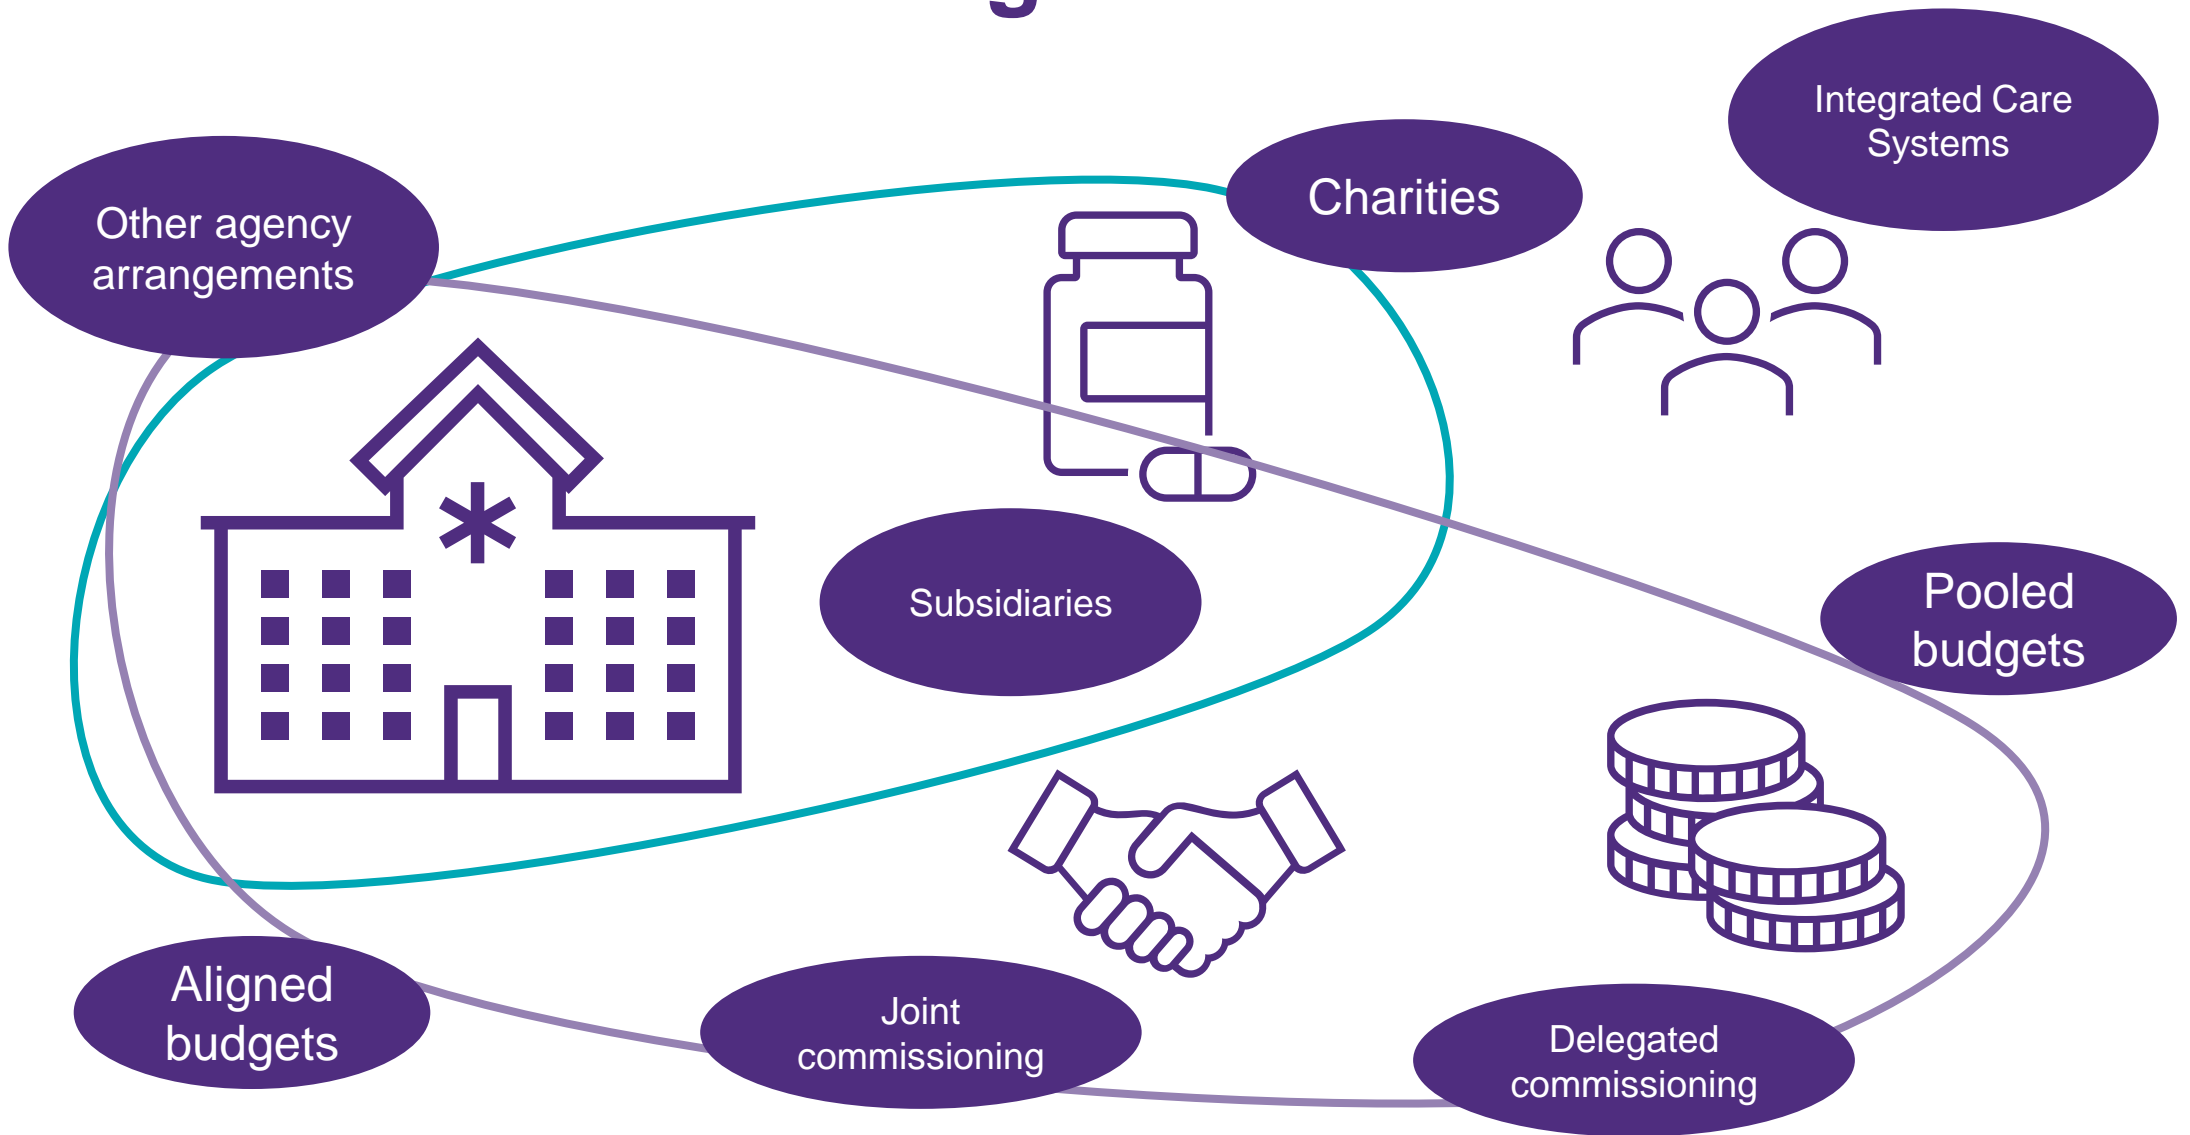 Integrated Care
Systems
Charities
Other agency
arrangements
Subsidiaries
Pooled
budgets
Aligned
budgets
Joint
commissioning
Delegated
commissioning